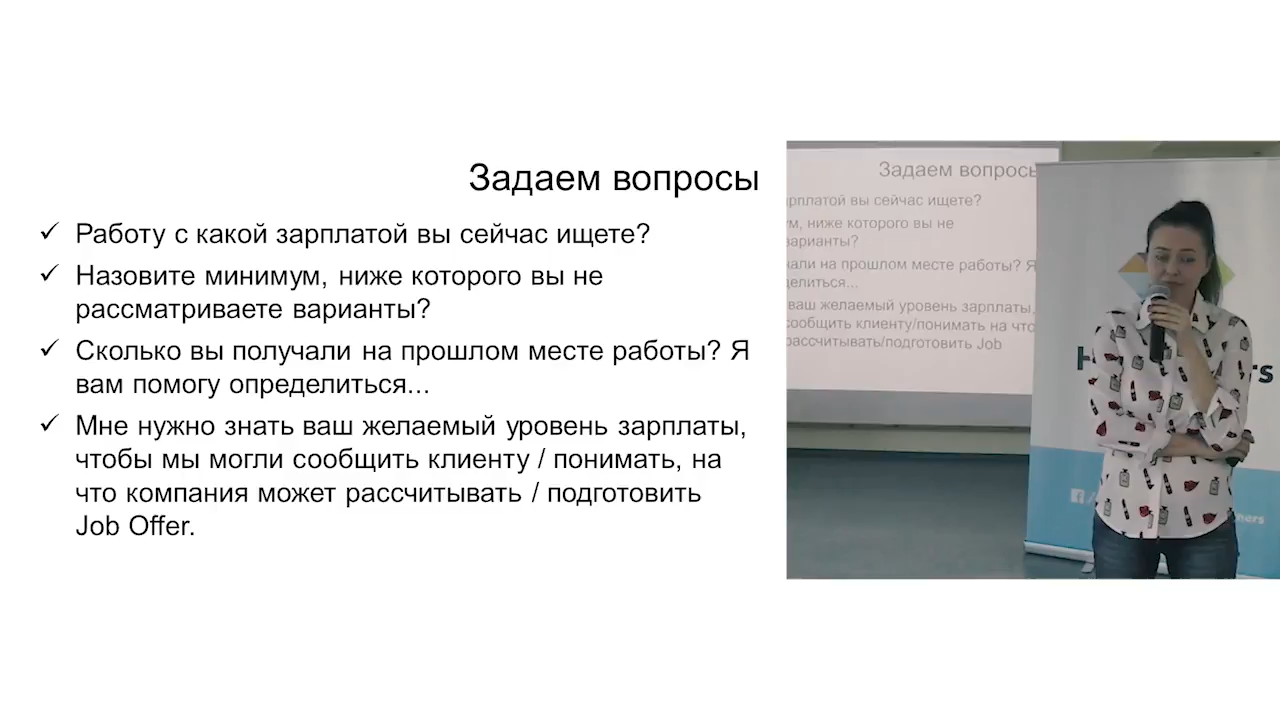 Задаем вопросы
Работу с какой зарплатой вы сейчас ищете?
Назовите минимум, ниже которого вы не
рассматриваете варианты?
Сколько вы получали на прошлом месте работы? Я
вам помогу определиться...
Мне нужно знать ваш желаемый уровень зарплаты,
чтобы мы могли сообщить клиенту / понимать, на
что компания может рассчитывать / подготовить
Job Offer.
Задаем вопросы
зарплатой вы сейчас ищете?
ниже которого вы не
варианты?
на прошлом месте работы? Я
ваш желаемый уровень зарплаты,
сообщить клиенту/понимать на что
рассчитывать/подготовить Job